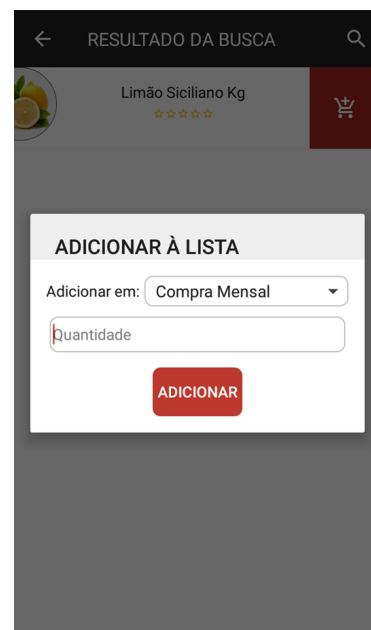 RESULTADO DA BUSCA
Limão Siciliano Kg
ADICIONAR À LISTA
Adicionar em: Compra Mensal
Quantidade
ADICIONAR